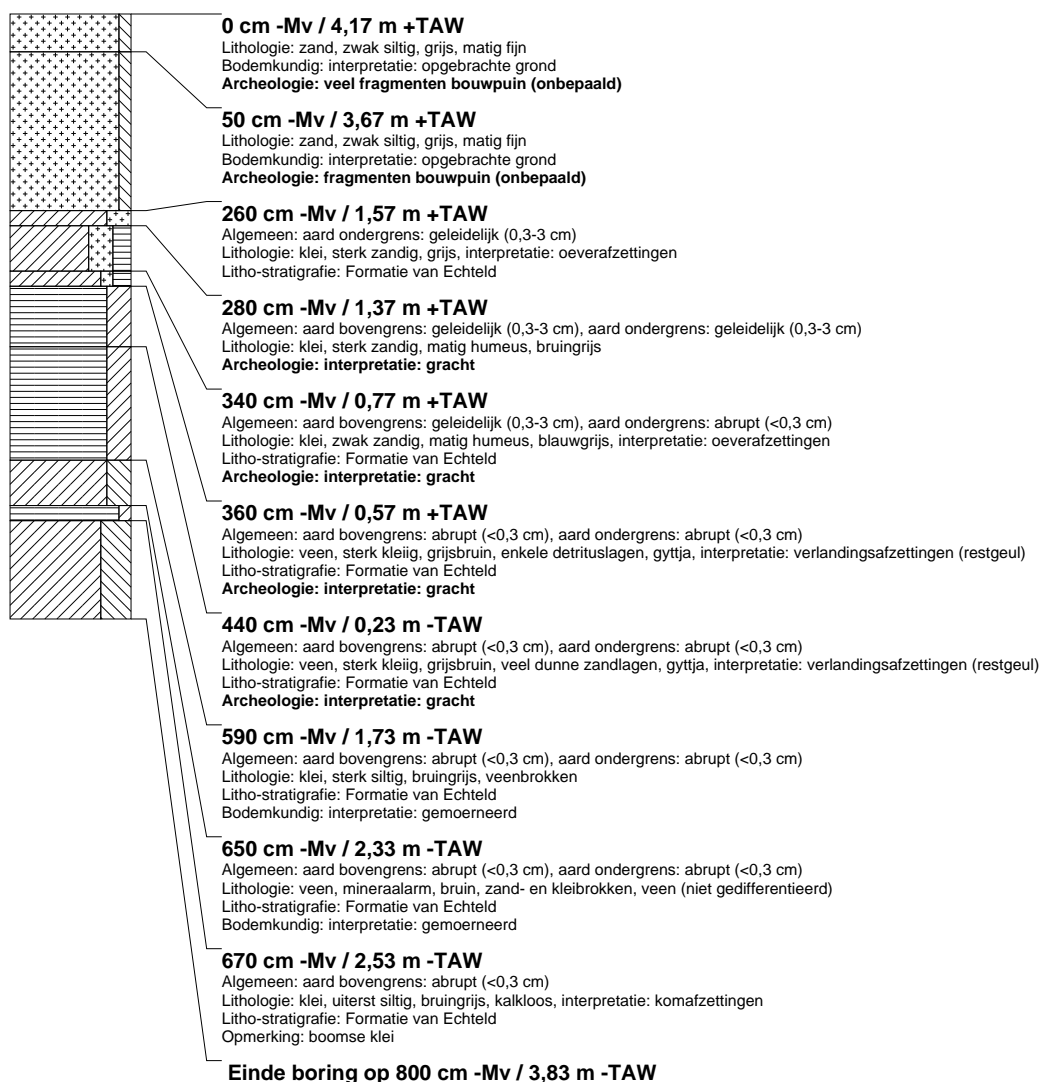 0 cm -Mv / 4,17 m +TAW
Lithologie: zand, zwak siltig, grijs, matig fijn
Bodemkundig: interpretatie: opgebrachte grond
Archeologie: veel fragmenten bouwpuin (onbepaald)
50 cm -Mv / 3,67 m +TAW
Lithologie: zand, zwak siltig, grijs, matig fijn
Bodemkundig: interpretatie: opgebrachte grond
Archeologie: fragmenten bouwpuin (onbepaald)
260 cm -Mv / 1,57 m +TAW
Algemeen: aard ondergrens: geleidelijk (0,3-3 cm)
Lithologie: klei, sterk zandig, grijs, interpretatie: oeverafzettingen
Litho-stratigrafie: Formatie van Echteld
280 cm -Mv / 1,37 m +TAW
Algemeen: aard bovengrens: geleidelijk (0,3-3 cm), aard ondergrens: geleidelijk (0,3-3 cm)
Lithologie: klei, sterk zandig, matig humeus, bruingrijs
Archeologie: interpretatie: gracht
340 cm -Mv / 0,77 m +TAW
Algemeen: aard bovengrens: geleidelijk (0,3-3 cm), aard ondergrens: abrupt (<0,3 cm)
Lithologie: klei, zwak zandig, matig humeus, blauwgrijs, interpretatie: oeverafzettingen
Litho-stratigrafie: Formatie van Echteld
Archeologie: interpretatie: gracht
360 cm -Mv / 0,57 m +TAW
Algemeen: aard bovengrens: abrupt (<0,3 cm), aard ondergrens: abrupt (<0,3 cm)
Lithologie: veen, sterk kleiig, grijsbruin, enkele detrituslagen, gyttja, interpretatie: verlandingsafzettingen (restgeul)
Litho-stratigrafie: Formatie van Echteld
Archeologie: interpretatie: gracht
440 cm -Mv / 0,23 m -TAW
Algemeen: aard bovengrens: abrupt (<0,3 cm), aard ondergrens: abrupt (<0,3 cm)
Lithologie: veen, sterk kleiig, grijsbruin, veel dunne zandlagen, gyttja, interpretatie: verlandingsafzettingen (restgeul)
Litho-stratigrafie: Formatie van Echteld
Archeologie: interpretatie: gracht
590 cm -Mv / 1,73 m -TAW
Algemeen: aard bovengrens: abrupt (<0,3 cm), aard ondergrens: abrupt (<0,3 cm)
Lithologie: klei, sterk siltig, bruingrijs, veenbrokken
Litho-stratigrafie: Formatie van Echteld
Bodemkundig: interpretatie: gemoerneerd
650 cm -Mv / 2,33 m -TAW
Algemeen: aard bovengrens: abrupt (<0,3 cm), aard ondergrens: abrupt (<0,3 cm)
Lithologie: veen, mineraalarm, bruin, zand- en kleibrokken, veen (niet gedifferentieerd)
Litho-stratigrafie: Formatie van Echteld
Bodemkundig: interpretatie: gemoerneerd
670 cm -Mv / 2,53 m -TAW
Algemeen: aard bovengrens: abrupt (<0,3 cm)
Lithologie: klei, uiterst siltig, bruingrijs, kalkloos, interpretatie: komafzettingen
Litho-stratigrafie: Formatie van Echteld
Opmerking: boomse klei
Einde boring op 800 cm -Mv / 3,83 m -TAW